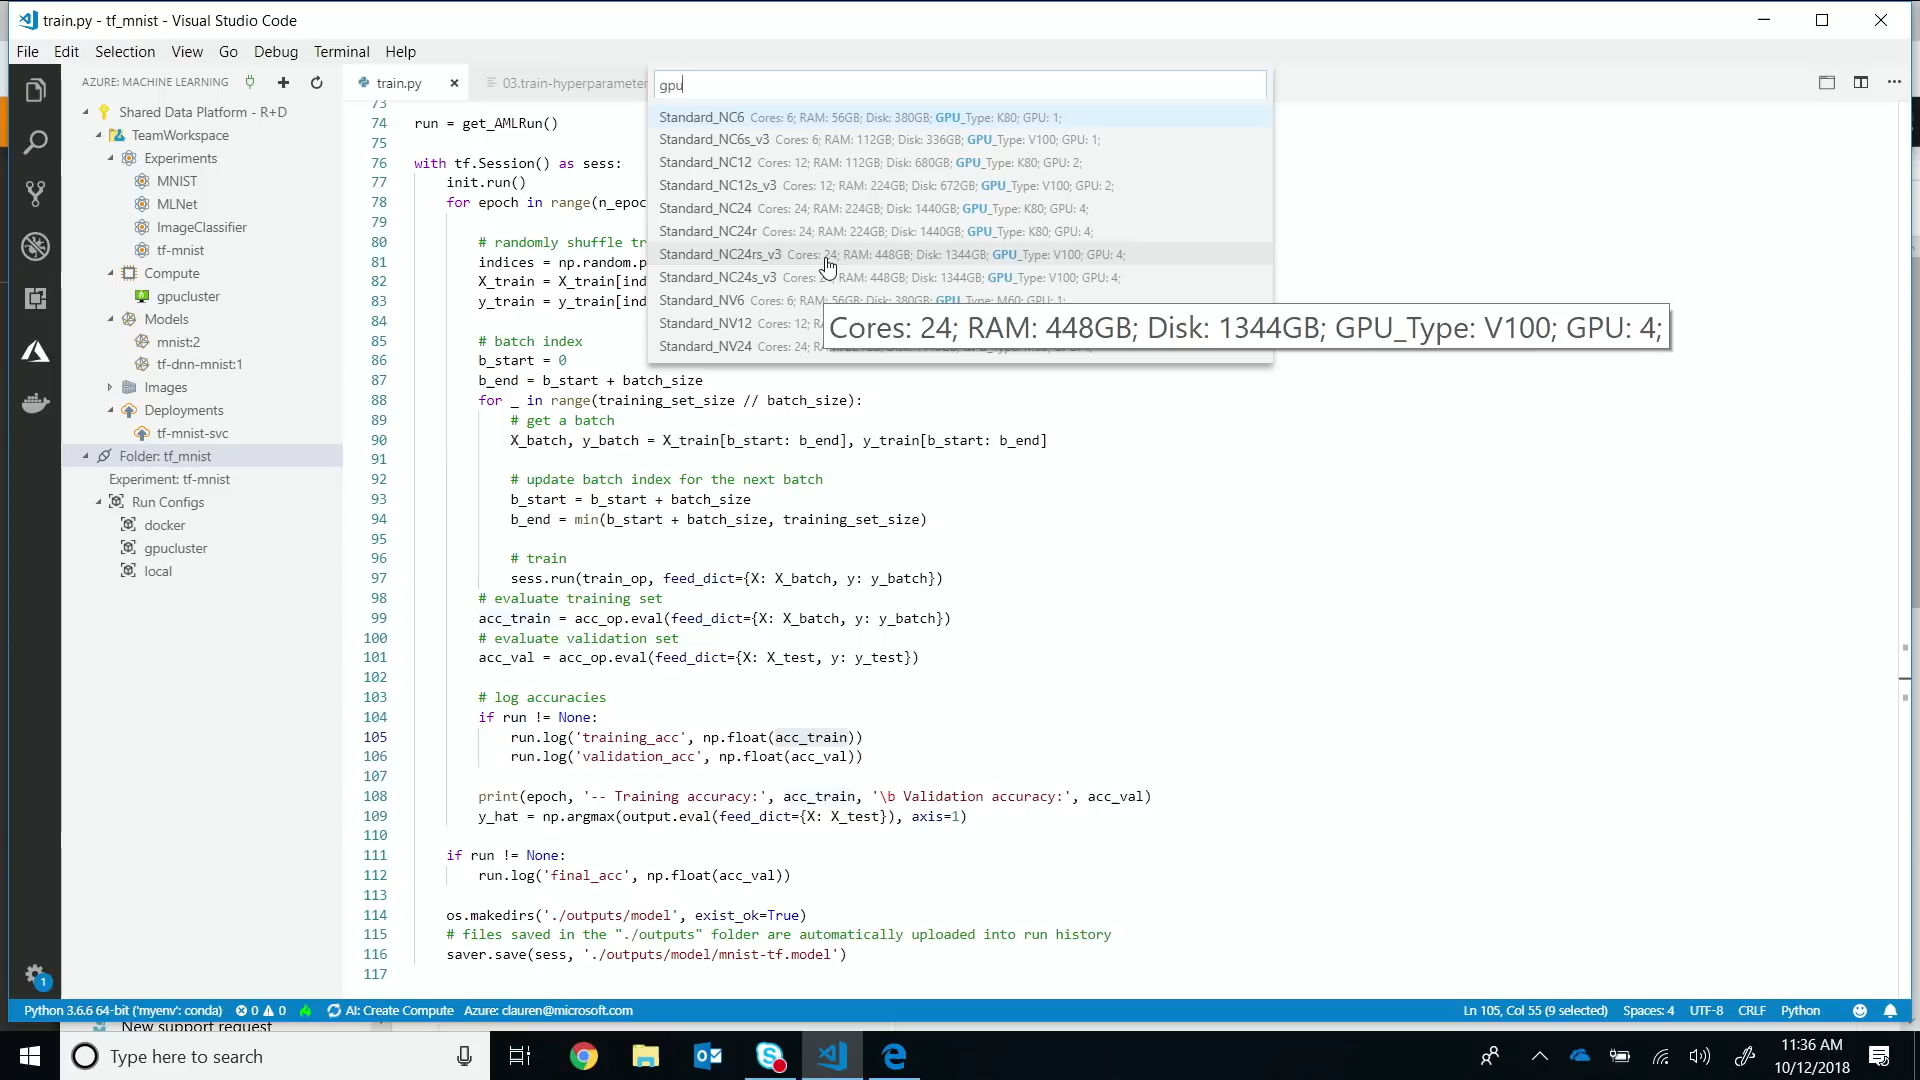 train.py - tf_mnist - Visual Studio Code
File Edit Selection View Go Debug Terminal Help
AZURE: MACHINE LEARNING
Shared Data Platform - R+D
TeamWorkspace
Experiments
MNIST
MLNet
ImageClassifier
tf-mnist
Compute
gpucluster
Models
mnist:2
tf-dnn-mnist:1
Images
Deployments
tf-mnist-svc
Folder: tf_mnist
Experiment: tf-mnist
Run Configs
docker
gpucluster
local
train.py
03.train-hyperparameter
gpu
Standard_NC6 Cores: 6; RAM: 56GB; Disk: 380GB; GPU_Type: K80; GPU: 1;
Standard_NC6s_v3 Cores: 6; RAM: 112GB; Disk: 336GB; GPU_Type: V100; GPU: 1;
Standard_NC12 Cores: 12; RAM: 112GB; Disk: 680GB; GPU_Type: K80; GPU: 2;
Standard_NC12s_v3 Cores: 12; RAM: 224GB; Disk: 672GB; GPU_Type: V100; GPU: 2;
Standard_NC24 Cores: 24; RAM: 224GB; Disk: 1440GB; GPU_Type: K80; GPU: 4;
Standard_NC24r Cores: 24; RAM: 224GB; Disk: 1440GB; GPU_Type: K80; GPU: 4;
Standard_NC24rs_v3 Cores: 24; RAM: 448GB; Disk: 1344GB; GPU_Type: V100; GPU: 4;
Standard_NC24s_v3 Cores: 24; RAM: 448GB; Disk: 1344GB; GPU_Type: V100; GPU: 4;
Standard_NV6 Cores: 6; RAM: 56GB; Disk: 380GB; GPU_Type: M60; GPU: 1;
Standard_NV12 Cores: 12;
Standard_NV24 Cores: 24;
Cores: 24; RAM: 448GB; Disk: 1344GB; GPU_Type: V100; GPU: 4;
73
74 run = get_AMLRun()
75
76 with tf.Session() as sess:
77 init.run()
78 for epoch in range(n_epoc
79
80 # randomly shuffle tr
81 indices = np.random.p
82 X_train = X_train[ind
83 y_train = y_train[ind
84
85 # batch index
86 b_start = 0
87 b_end = b_start + batch_size
88 for _ in range(training_set_size // batch_size):
89 # get a batch
90 X_batch, y_batch = X_train[b_start: b_end], y_train[b_start: b_end]
91
92 # update batch index for the next batch
93 b_start = b_start + batch_size
94 b_end = min(b_start + batch_size, training_set_size)
95
96 # train
97 sess.run(train_op, feed_dict={X: X_batch, y: y_batch})
98 # evaluate training set
99 acc_train = acc_op.eval(feed_dict={X: X_batch, y: y_batch})
100 # evaluate validation set
101 acc_val = acc_op.eval(feed_dict={X: X_test, y: y_test})
102
103 # log accuracies
104 if run != None:
105 run.log('training_acc', np.float(acc_train))
106 run.log('validation_acc', np.float(acc_val))
107
108 print(epoch, '-- Training accuracy:', acc_train, '\b Validation accuracy:', acc_val)
109 y_hat = np.argmax(output.eval(feed_dict={X: X_test}), axis=1)
110
111 if run != None:
112 run.log('final_acc', np.float(acc_val))
113
114 os.makedirs('./outputs/model', exist_ok=True)
115 # files saved in the "./outputs" folder are automatically uploaded into run history
116 saver.save(sess, './outputs/model/mnist-tf.model')
117
1
Python 3.6.6 64-bit ('myenv': conda) 0 0 AI: Create Compute Azure: clauren@microsoft.com Ln 105, Col 55 (9 selected) Spaces: 4 UTF-8 CRLF Python
New support request
Type here to search
11:36 AM
10/12/2018